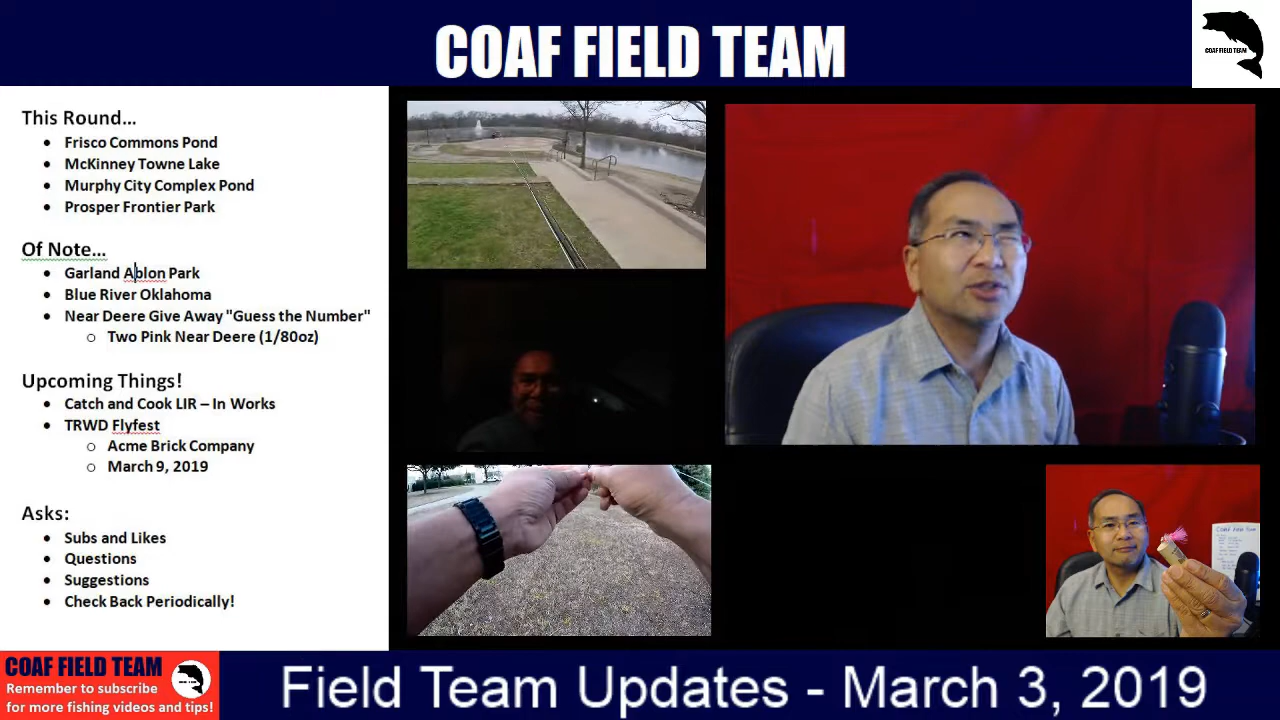 COAF FIELD TEAM
COAF FIELD TEAM
This Round...
• Frisco Commons Pond
• McKinney Towne Lake
• Murphy City Complex Pond
• Prosper Frontier Park
Of Note...
• Garland Ablon Park
• Blue River Oklahoma
• Near Deere Give Away "Guess the Number"
o Two Pink Near Deere (1/80oz)
Upcoming Things!
• Catch and Cook LIR – In Works
• TRWD Flyfest
o Acme Brick Company
o March 9, 2019
Asks:
• Subs and Likes
• Questions
• Suggestions
• Check Back Periodically!
COAF FIELD TEAM
Remember to subscribe
for more fishing videos and tips!
Field Team Updates - March 3, 2019